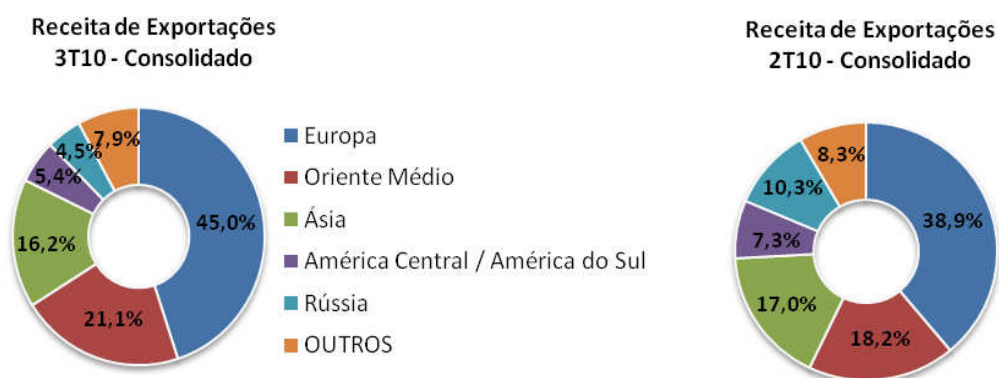 Receita de Exportações
3T10 - Consolidado
7,9%
4,5%
5,4%
45,0%
16,2%
21,1%
Europa
Oriente Médio
Ásia
América Central / América do Sul
Rússia
OUTROS
Receita de Exportações
2T10 - Consolidado
8,3%
10,3%
38,9%
7,3%
17,0%
18,2%